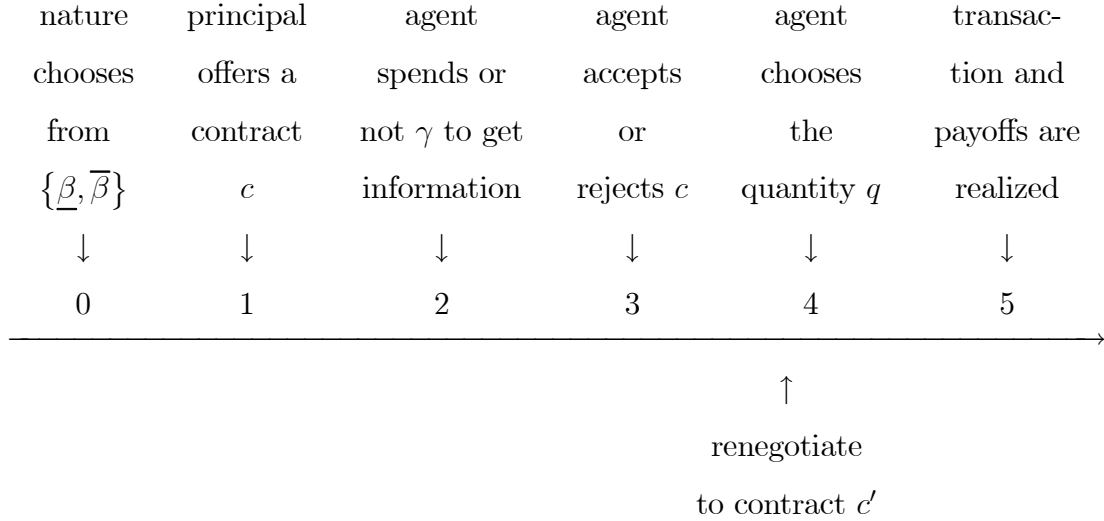 nature principal agent agent agent transac-
chooses offers a spends or accepts chooses tion and
from contract not γ to get or the payoffs are
{β, β̅} c information rejects c quantity q realized
↓ ↓ ↓ ↓ ↓ ↓
0 1 2 3 4 5
↑
renegotiate
to contract c′